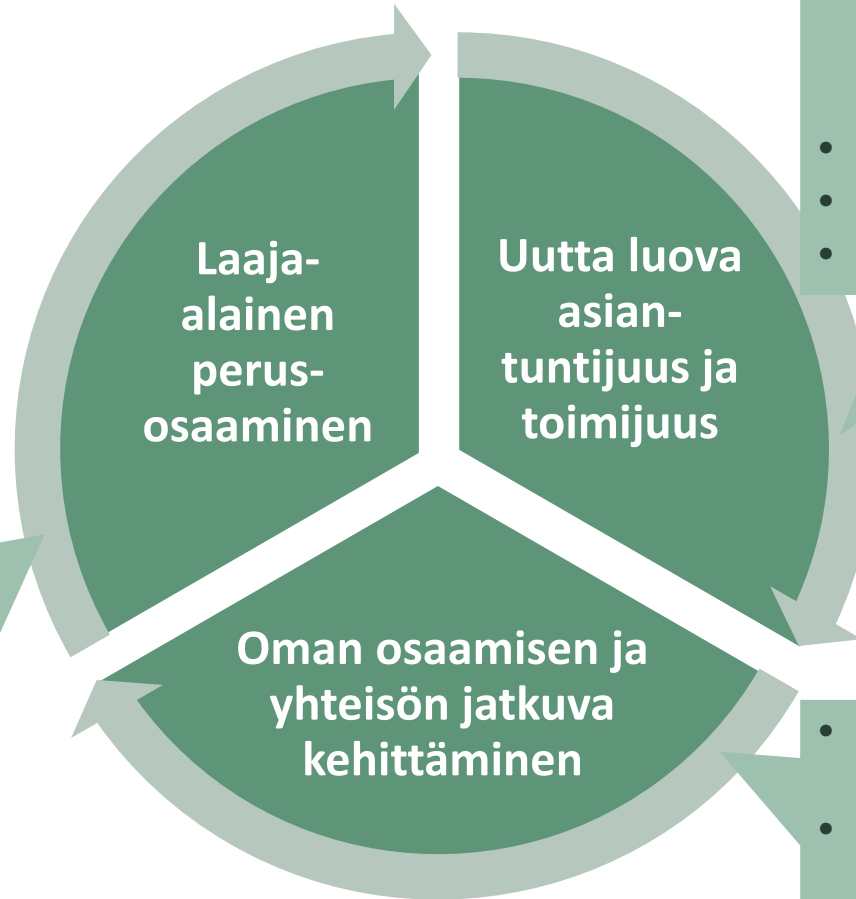 Laaja-
alainen
perus-
osaaminen
Uutta luova
asian-
tuntijuus ja
toimijuus
Oman osaamisen ja
yhteisön jatkuva
kehittäminen